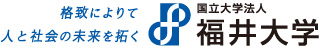 格致によりて
人と社会の未来を拓く
国立大学法人
福井大学